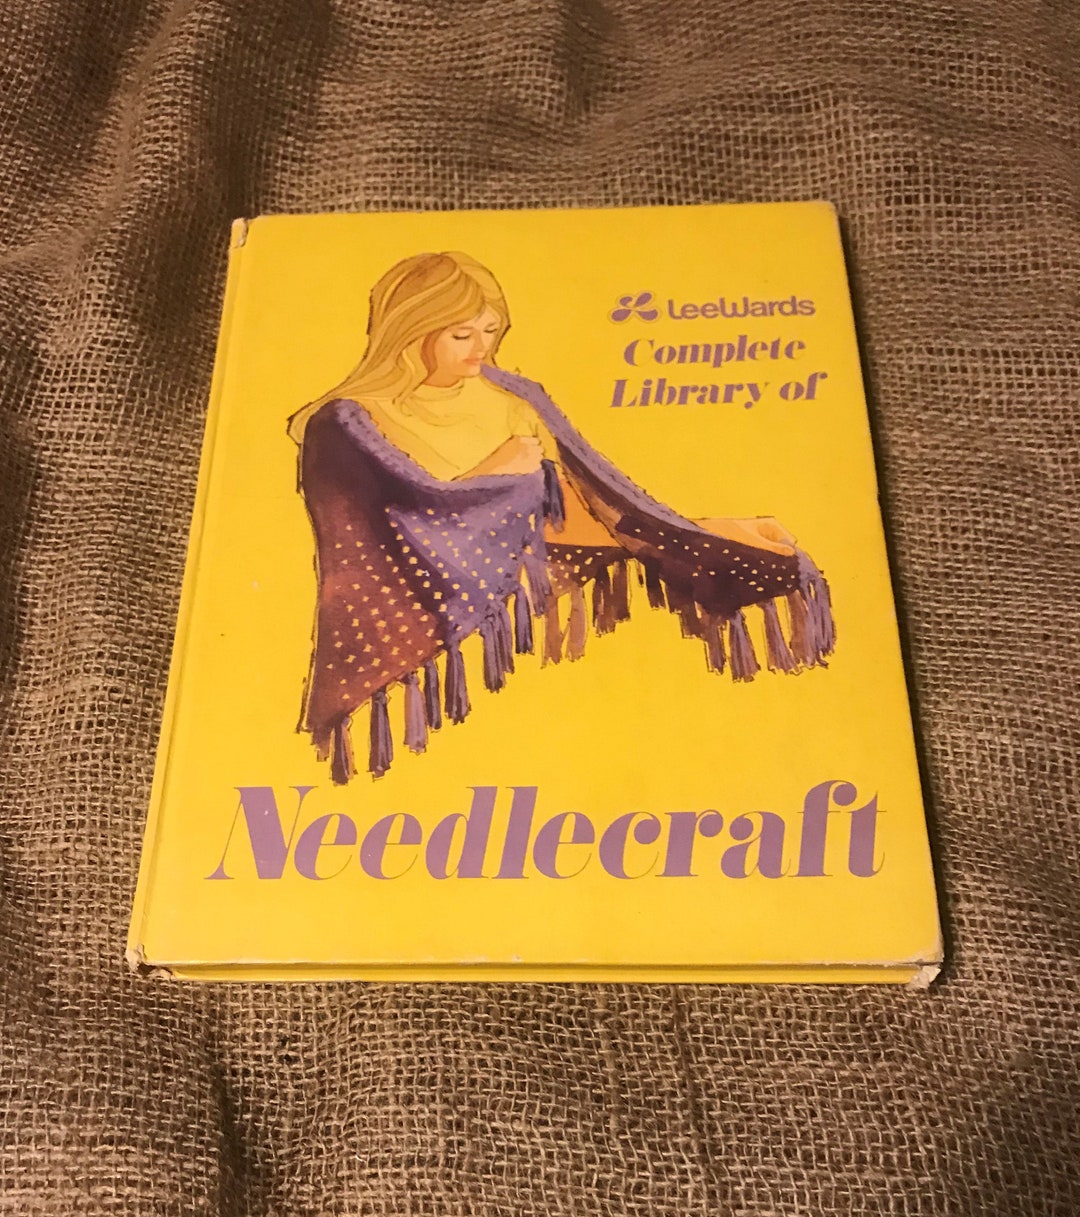 LeeWards
Complete
Library of
Needlecraft